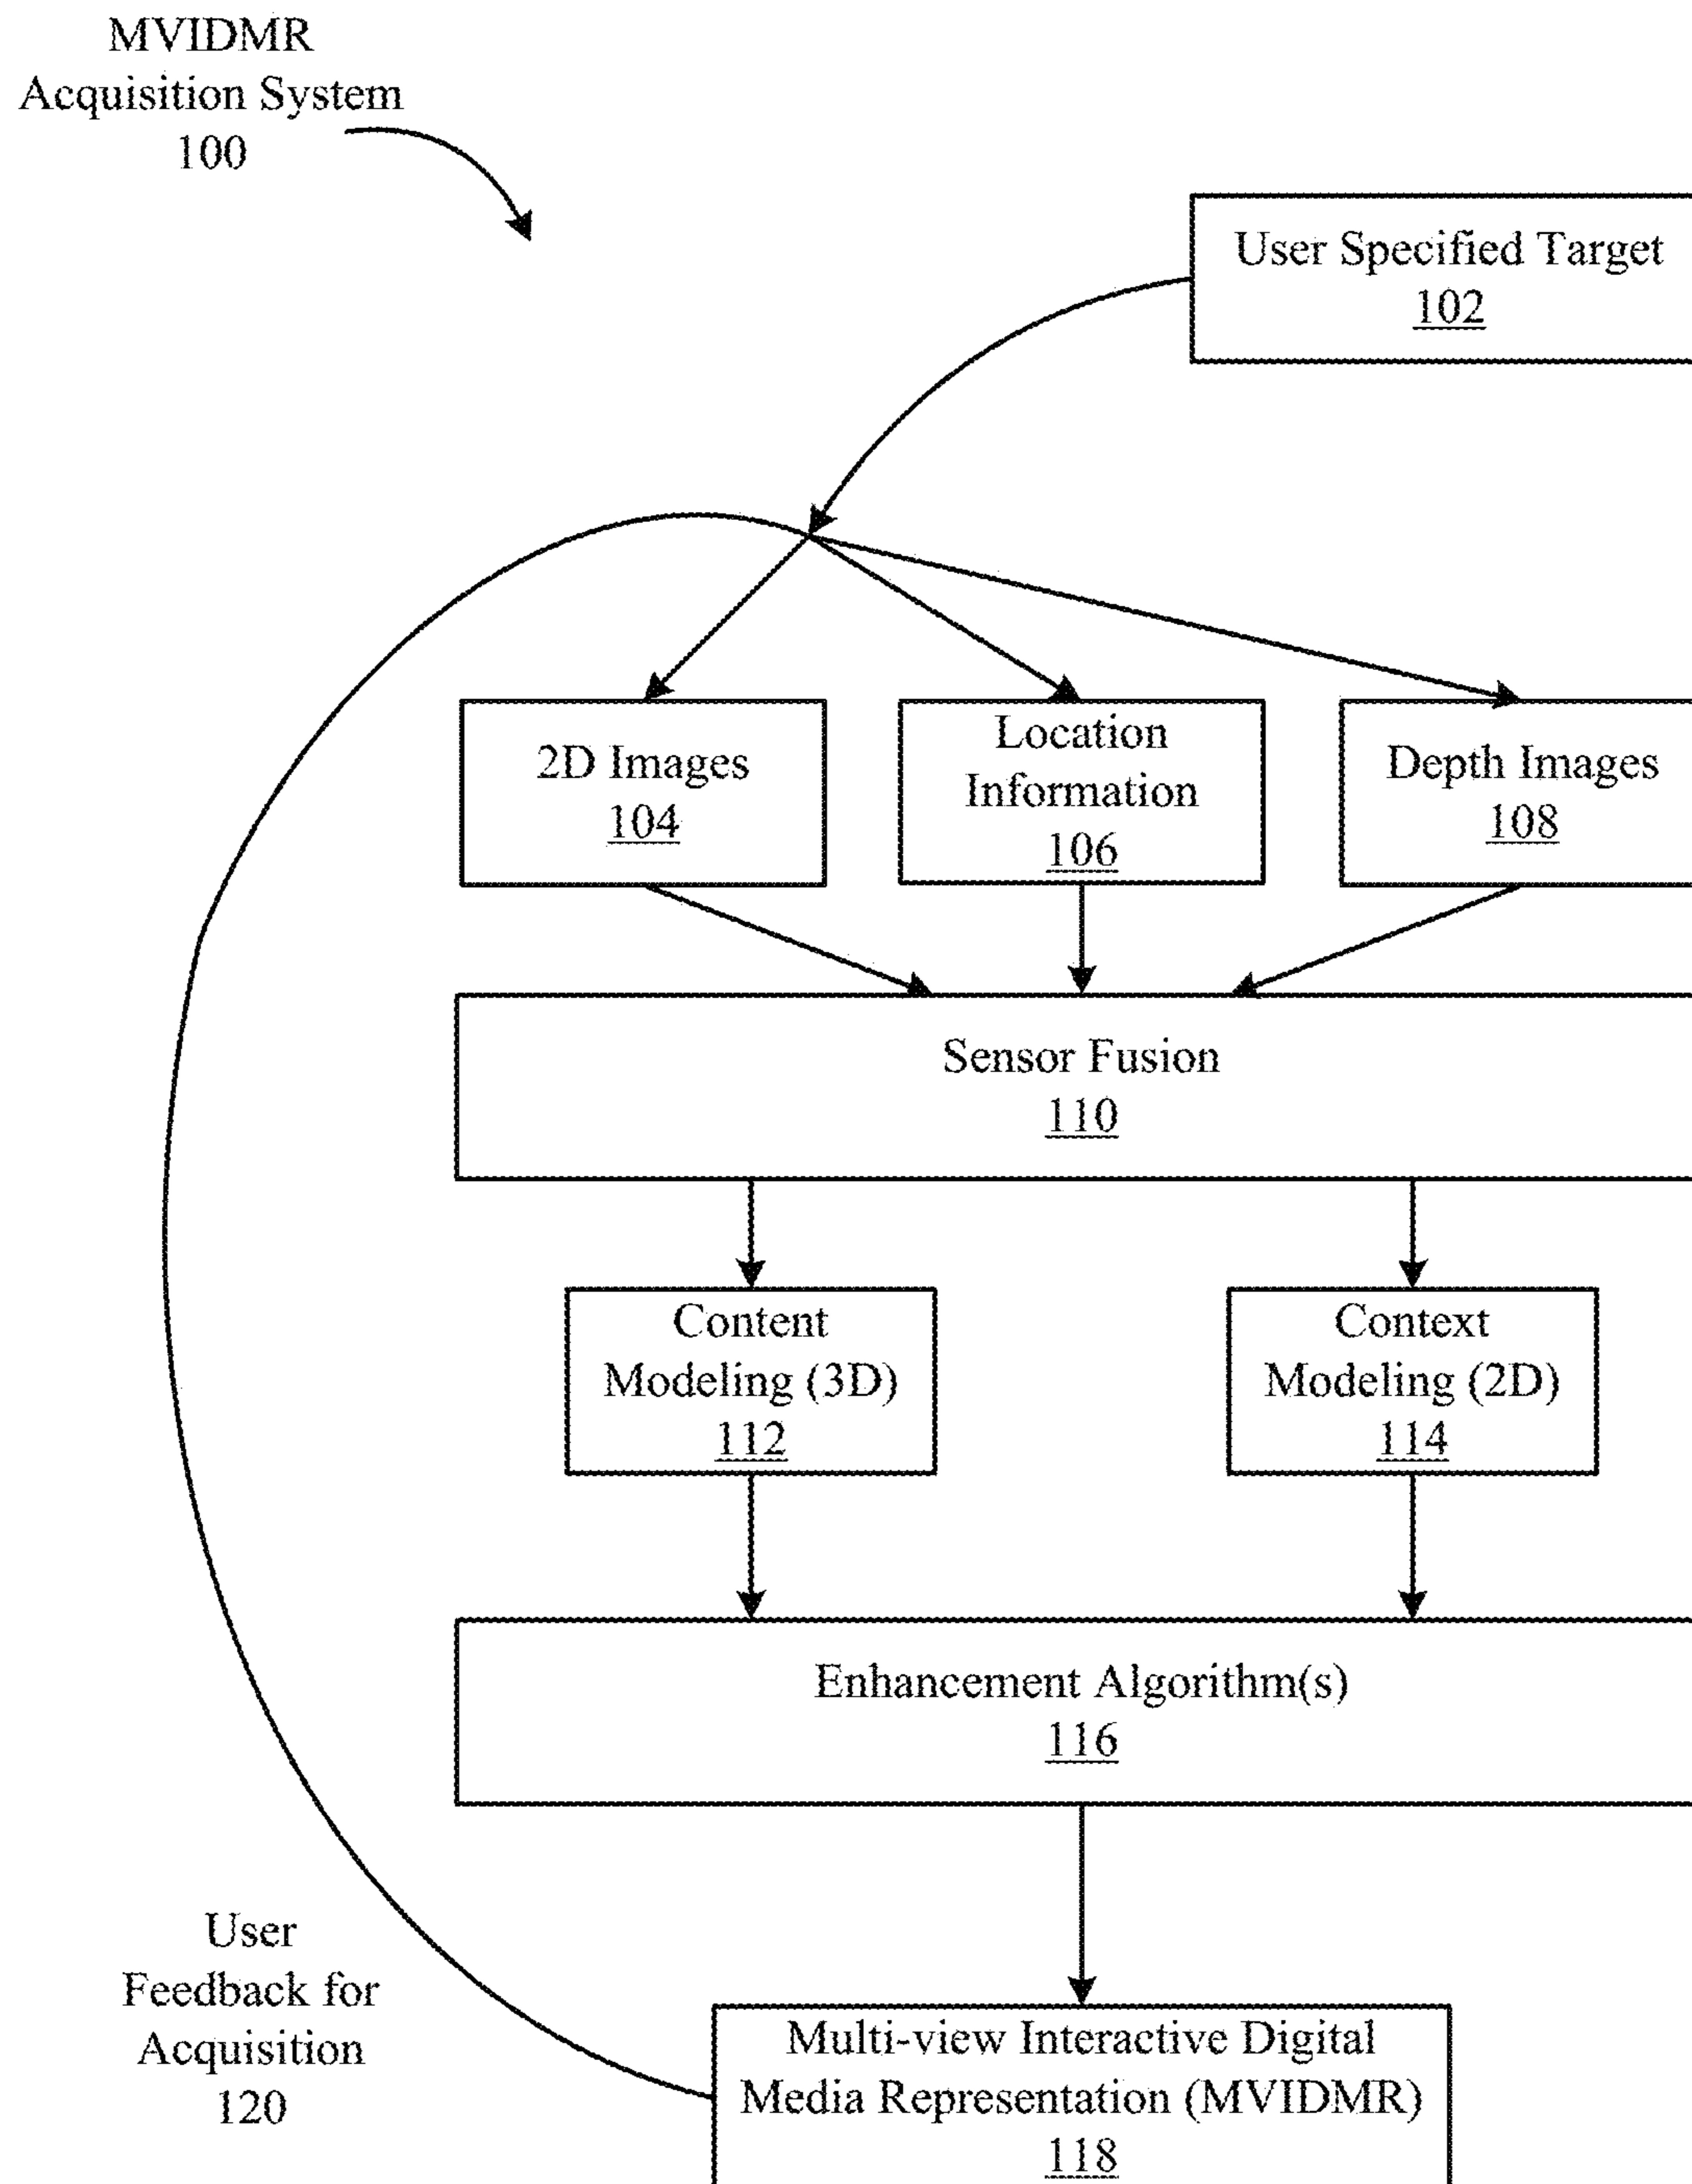 MVIDMR
Acquisition System
100
User Specified Target
102
2D Images
104
Location
Information
106
Depth Images
108
Sensor Fusion
110
Content
Modeling (3D)
112
Context
Modeling (2D)
114
Enhancement Algorithm(s)
116
User
Feedback for
Acquisition
120
Multi-view Interactive Digital
Media Representation (MVIDMR)
118